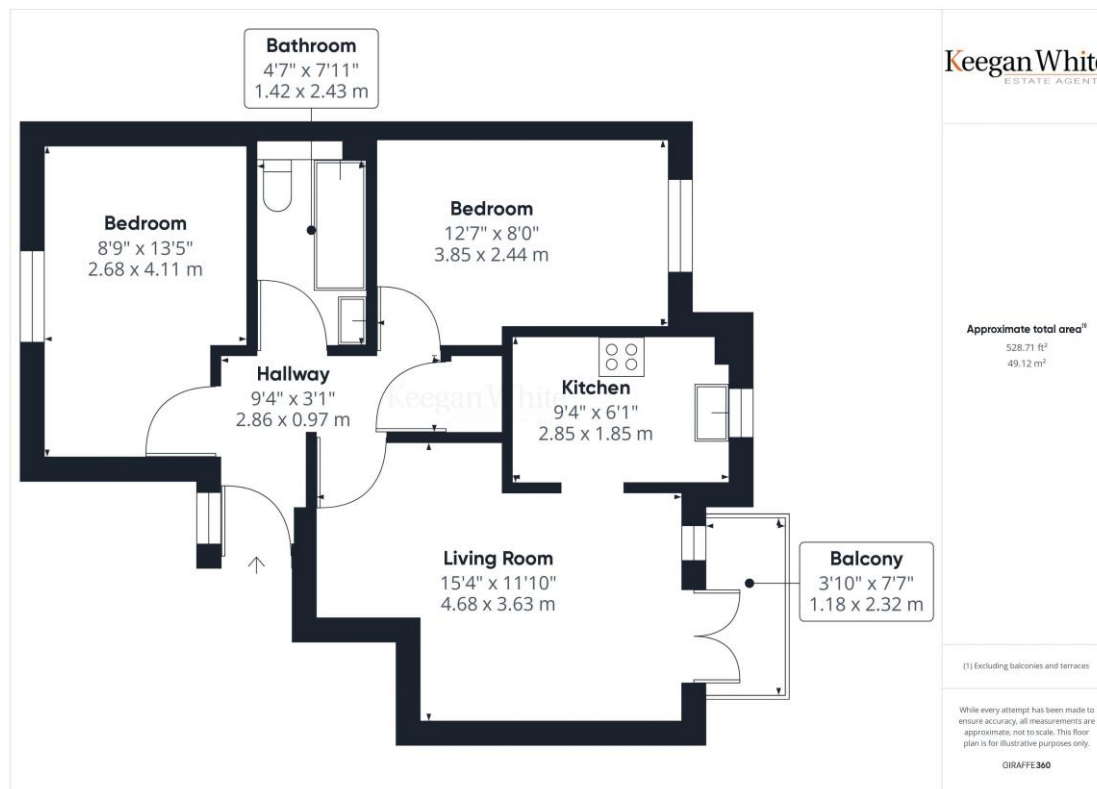 Bathroom
4'7" x 7'11"
1.42 x 2.43 m
Bedroom
8'9" x 13'5"
2.68 x 4.11 m
Bedroom
12'7" x 8'0"
3.85 x 2.44 m
Hallway
9'4" x 3'1"
2.86 x 0.97 m
Keegan White
Kitchen
9'4" x 6'1"
2.85 x 1.85 m
Living Room
15'4" x 11'10"
4.68 x 3.63 m
Balcony
3'10" x 7'7"
1.18 x 2.32 m
Keegan White
ESTATE AGENT
Approximate total area(1)
528.71 ft²
49.12 m²
(1) Excluding balconies and terraces
While every attempt has been made to
ensure accuracy, all measurements are
approximate, not to scale. This floor
plan is for illustrative purposes only.
GIRAFFE360